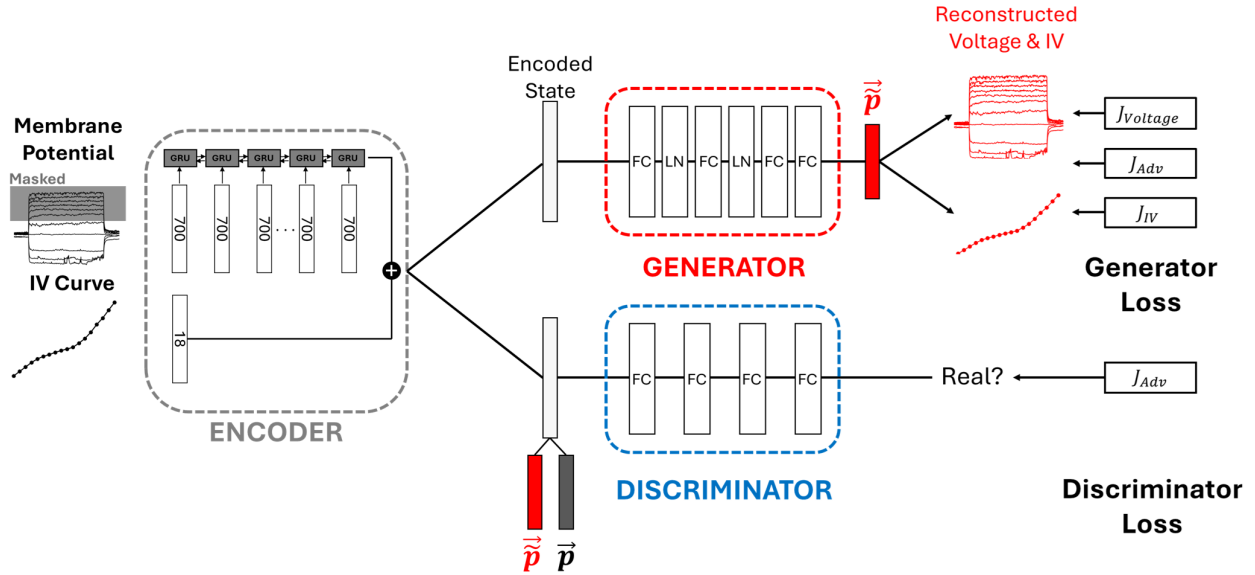 Membrane
Potential
Masked
IV Curve
GRU GRU GRU GRU GRU
700 700 700 ... 700 700
18
+
ENCODER
Encoded
State
FC LN FC LN FC FC
GENERATOR
p̃⃗
Reconstructed
Voltage & IV
J_Voltage
J_Adv
J_IV
Generator
Loss
FC FC FC FC
DISCRIMINATOR
p̃⃗ p⃗
Real?
J_Adv
Discriminator
Loss